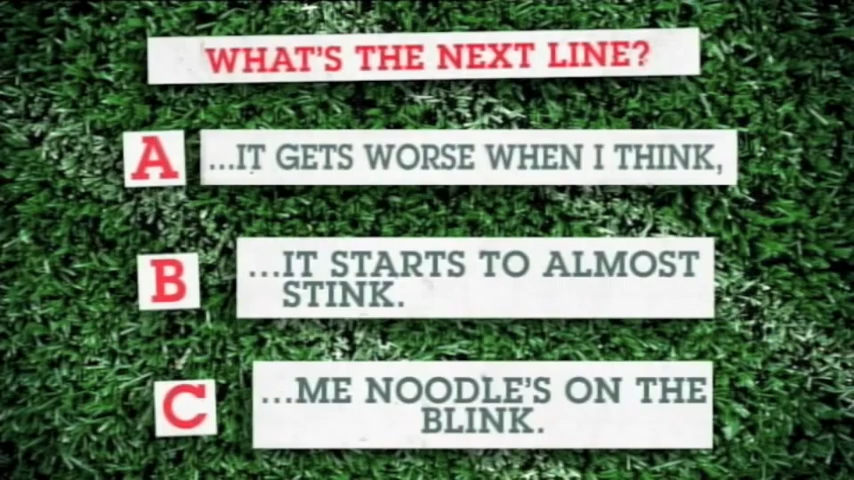 WHAT'S THE NEXT LINE?
A ...IT GETS WORSE WHEN I THINK,
B ...IT STARTS TO ALMOST
STINK.
C ...ME NOODLE'S ON THE
BLINK.